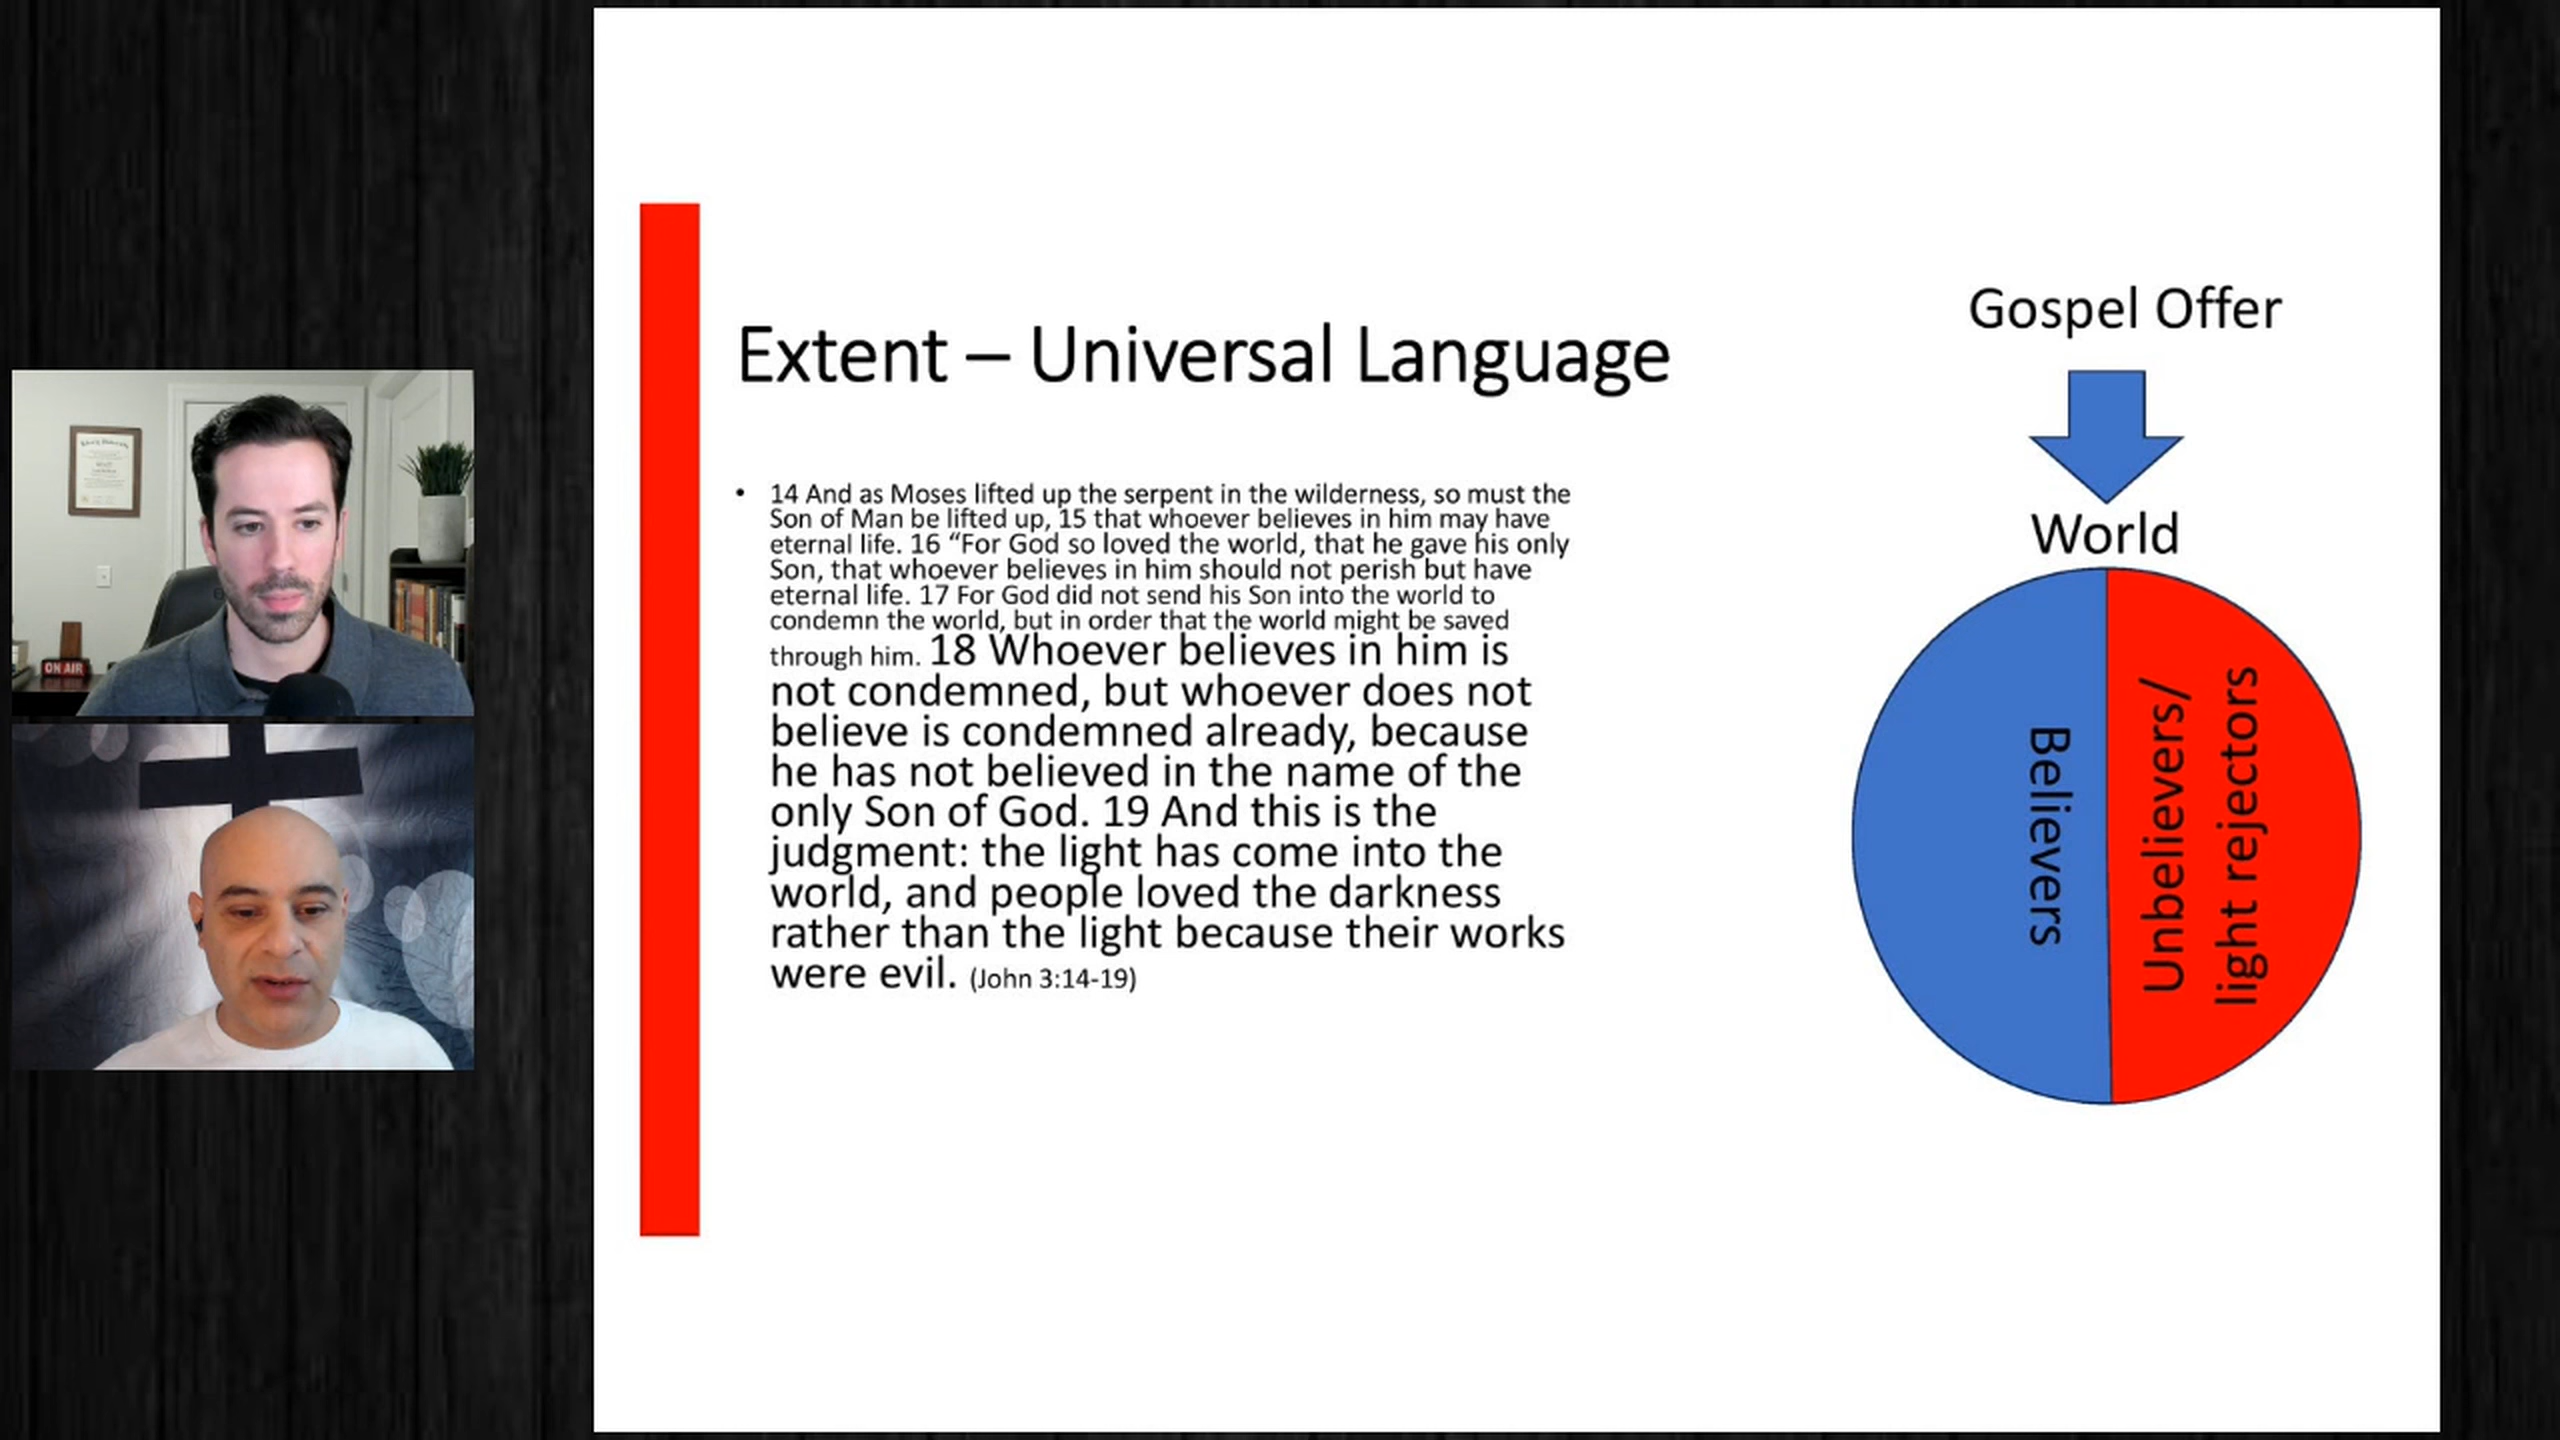 Extent – Universal Language
• 14 And as Moses lifted up the serpent in the wilderness, so must the
Son of Man be lifted up, 15 that whoever believes in him may have
eternal life. 16 “For God so loved the world, that he gave his only
Son, that whoever believes in him should not perish but have
eternal life. 17 For God did not send his Son into the world to
condemn the world, but in order that the world might be saved
through him. 18 Whoever believes in him is
not condemned, but whoever does not
believe is condemned already, because
he has not believed in the name of the
only Son of God. 19 And this is the
judgment: the light has come into the
world, and people loved the darkness
rather than the light because their works
were evil. (John 3:14-19)
Gospel Offer
World
Believers
Unbelievers/
light rejectors
ON AIR